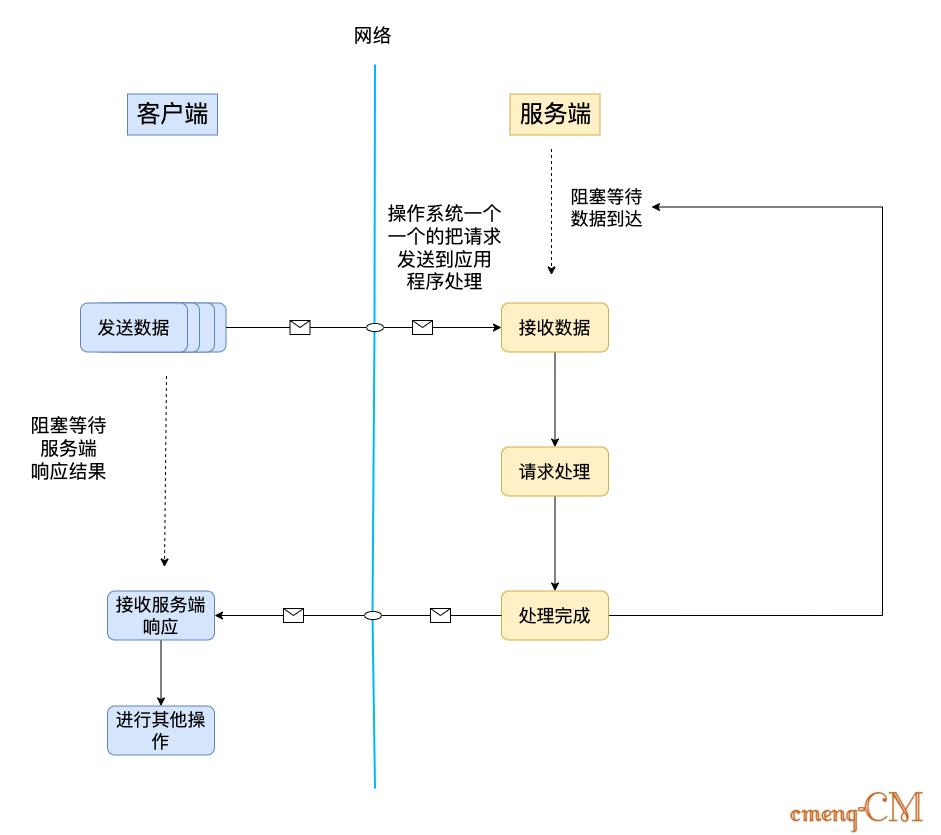 网络
客户端
服务端
阻塞等待
数据到达
操作系统一个
一个的把请求
发送到应用
程序处理
发送数据
接收数据
阻塞等待
服务端
响应结果
请求处理
接收服务端
响应
处理完成
进行其他操
作
cmeng-CM